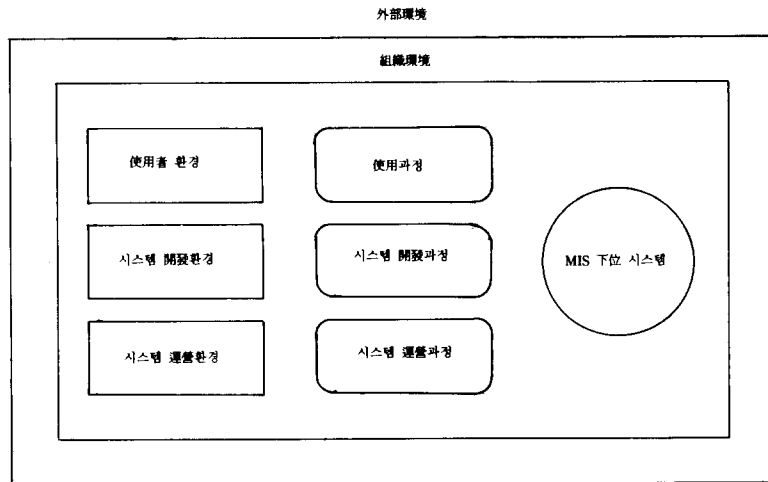 外部環境
組織環境
使用者 환경
使用과정
시스템 開發환경
시스템 開發과정
MIS 下位 시스템
시스템 運營환경
시스템 運營과정